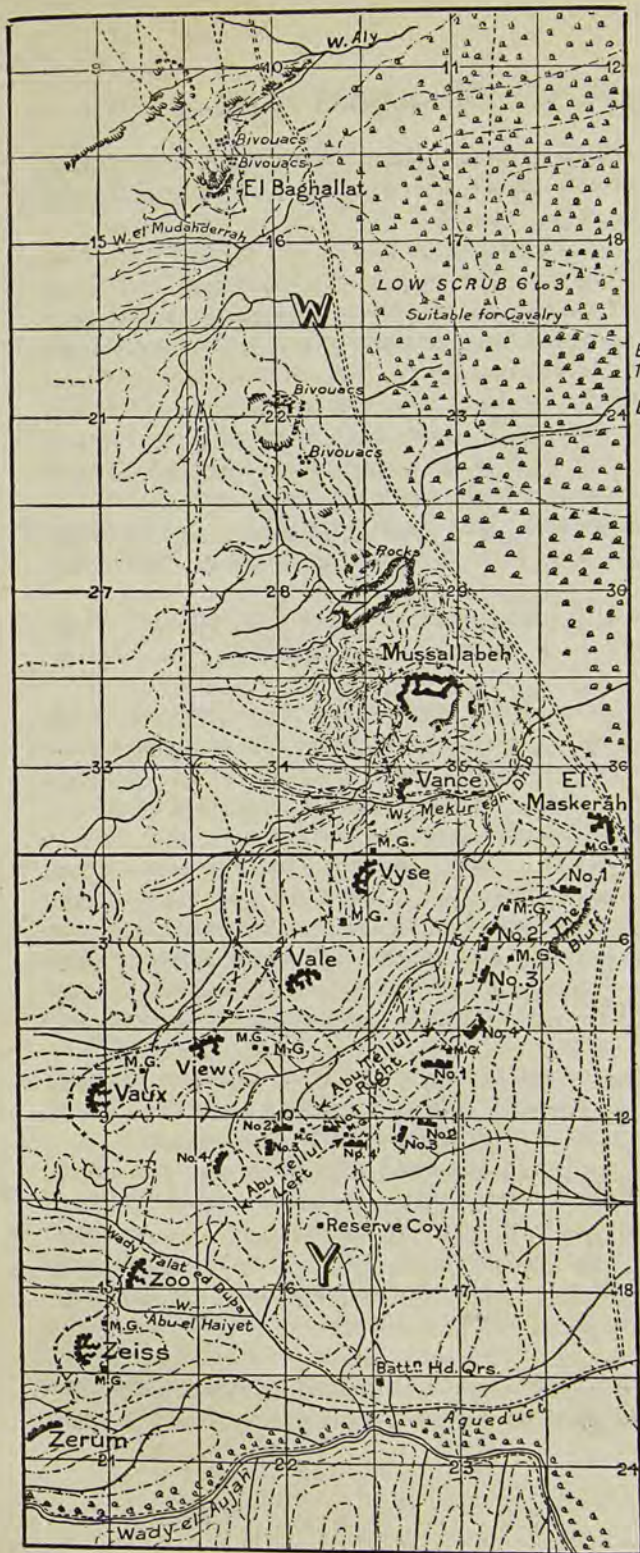 W. Aly
9
10
11
Bivouacs
Bivouacs
El Baghallat
W. el Mudahderrah
15
16
17
18
LOW SCRUB 6' to 3'
Suitable for Cavalry
W
Bivouacs
21
22
23
24
Bivouacs
Rocks
27
28
29
30
Mussallabeh
33
34
35
36
Vance
W. Mekur edh Dhib
El
Maskerah
M.G.
M.G.
Vyse
No.1
M.G.
M.G.
No.2
The
Bluff
3
5
6
M.G.
No.3
Vale
No.4
M.G.
M.G.
M.G.
View
M.G.
Abu Tellul
Right
No.1
Vaux
10
12
No.2
M.G.
No.1
M.G.
No.2
No.3
No.4
No.3
No.4
Abu Tellul
Left
Reserve Coy.
Wady Talat ed Duba
Y
15
Zoo
16
18
W.
Abu el Haiyet
M.G.
Zeiss
M.G.
Battn Hd. Qrs.
Aqueduct
Zerum
21
22
23
24
Wady el Aujah